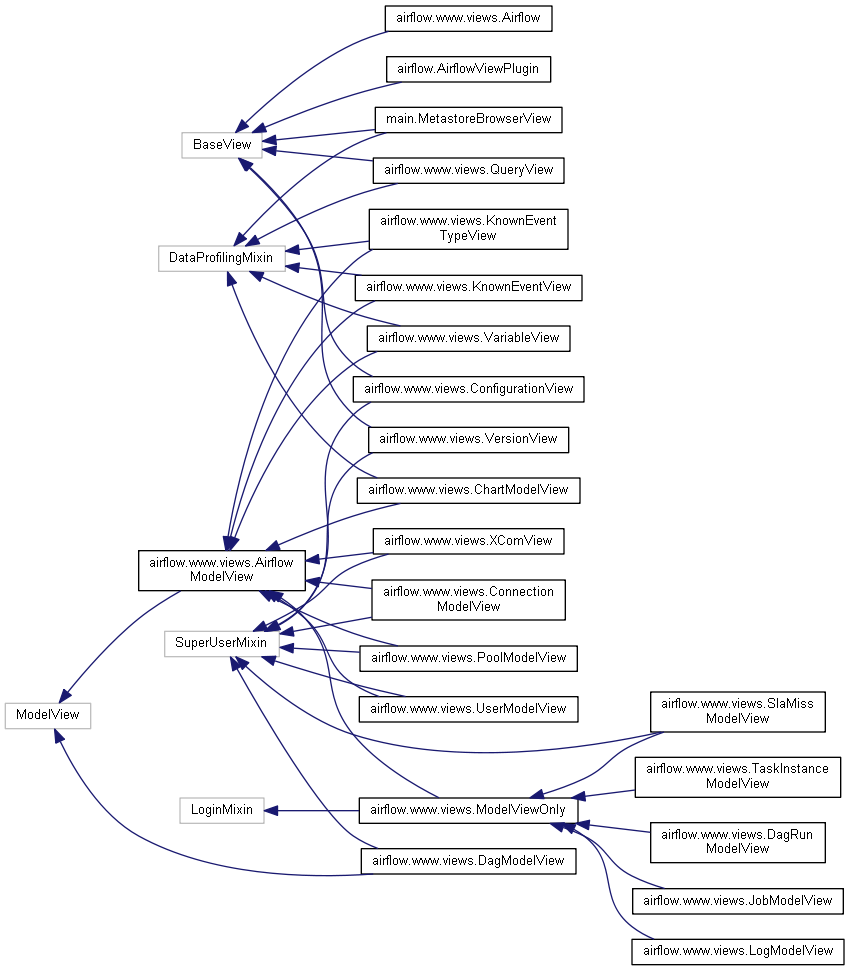 airflow.www.views.Airflow
airflow.AirflowViewPlugin
main.MetastoreBrowserView
BaseView
airflow.www.views.QueryView
airflow.www.views.KnownEvent
TypeView
DataProfilingMixin
airflow.www.views.KnownEventView
airflow.www.views.VariableView
airflow.www.views.ConfigurationView
airflow.www.views.VersionView
airflow.www.views.ChartModelView
airflow.www.views.XComView
airflow.www.views.Airflow
ModelView
airflow.www.views.Connection
ModelView
SuperUserMixin
airflow.www.views.PoolModelView
airflow.www.views.UserModelView
ModelView
airflow.www.views.SlaMiss
ModelView
airflow.www.views.TaskInstance
ModelView
LoginMixin
airflow.www.views.ModelViewOnly
airflow.www.views.DagRun
ModelView
airflow.www.views.DagModelView
airflow.www.views.JobModelView
airflow.www.views.LogModelView